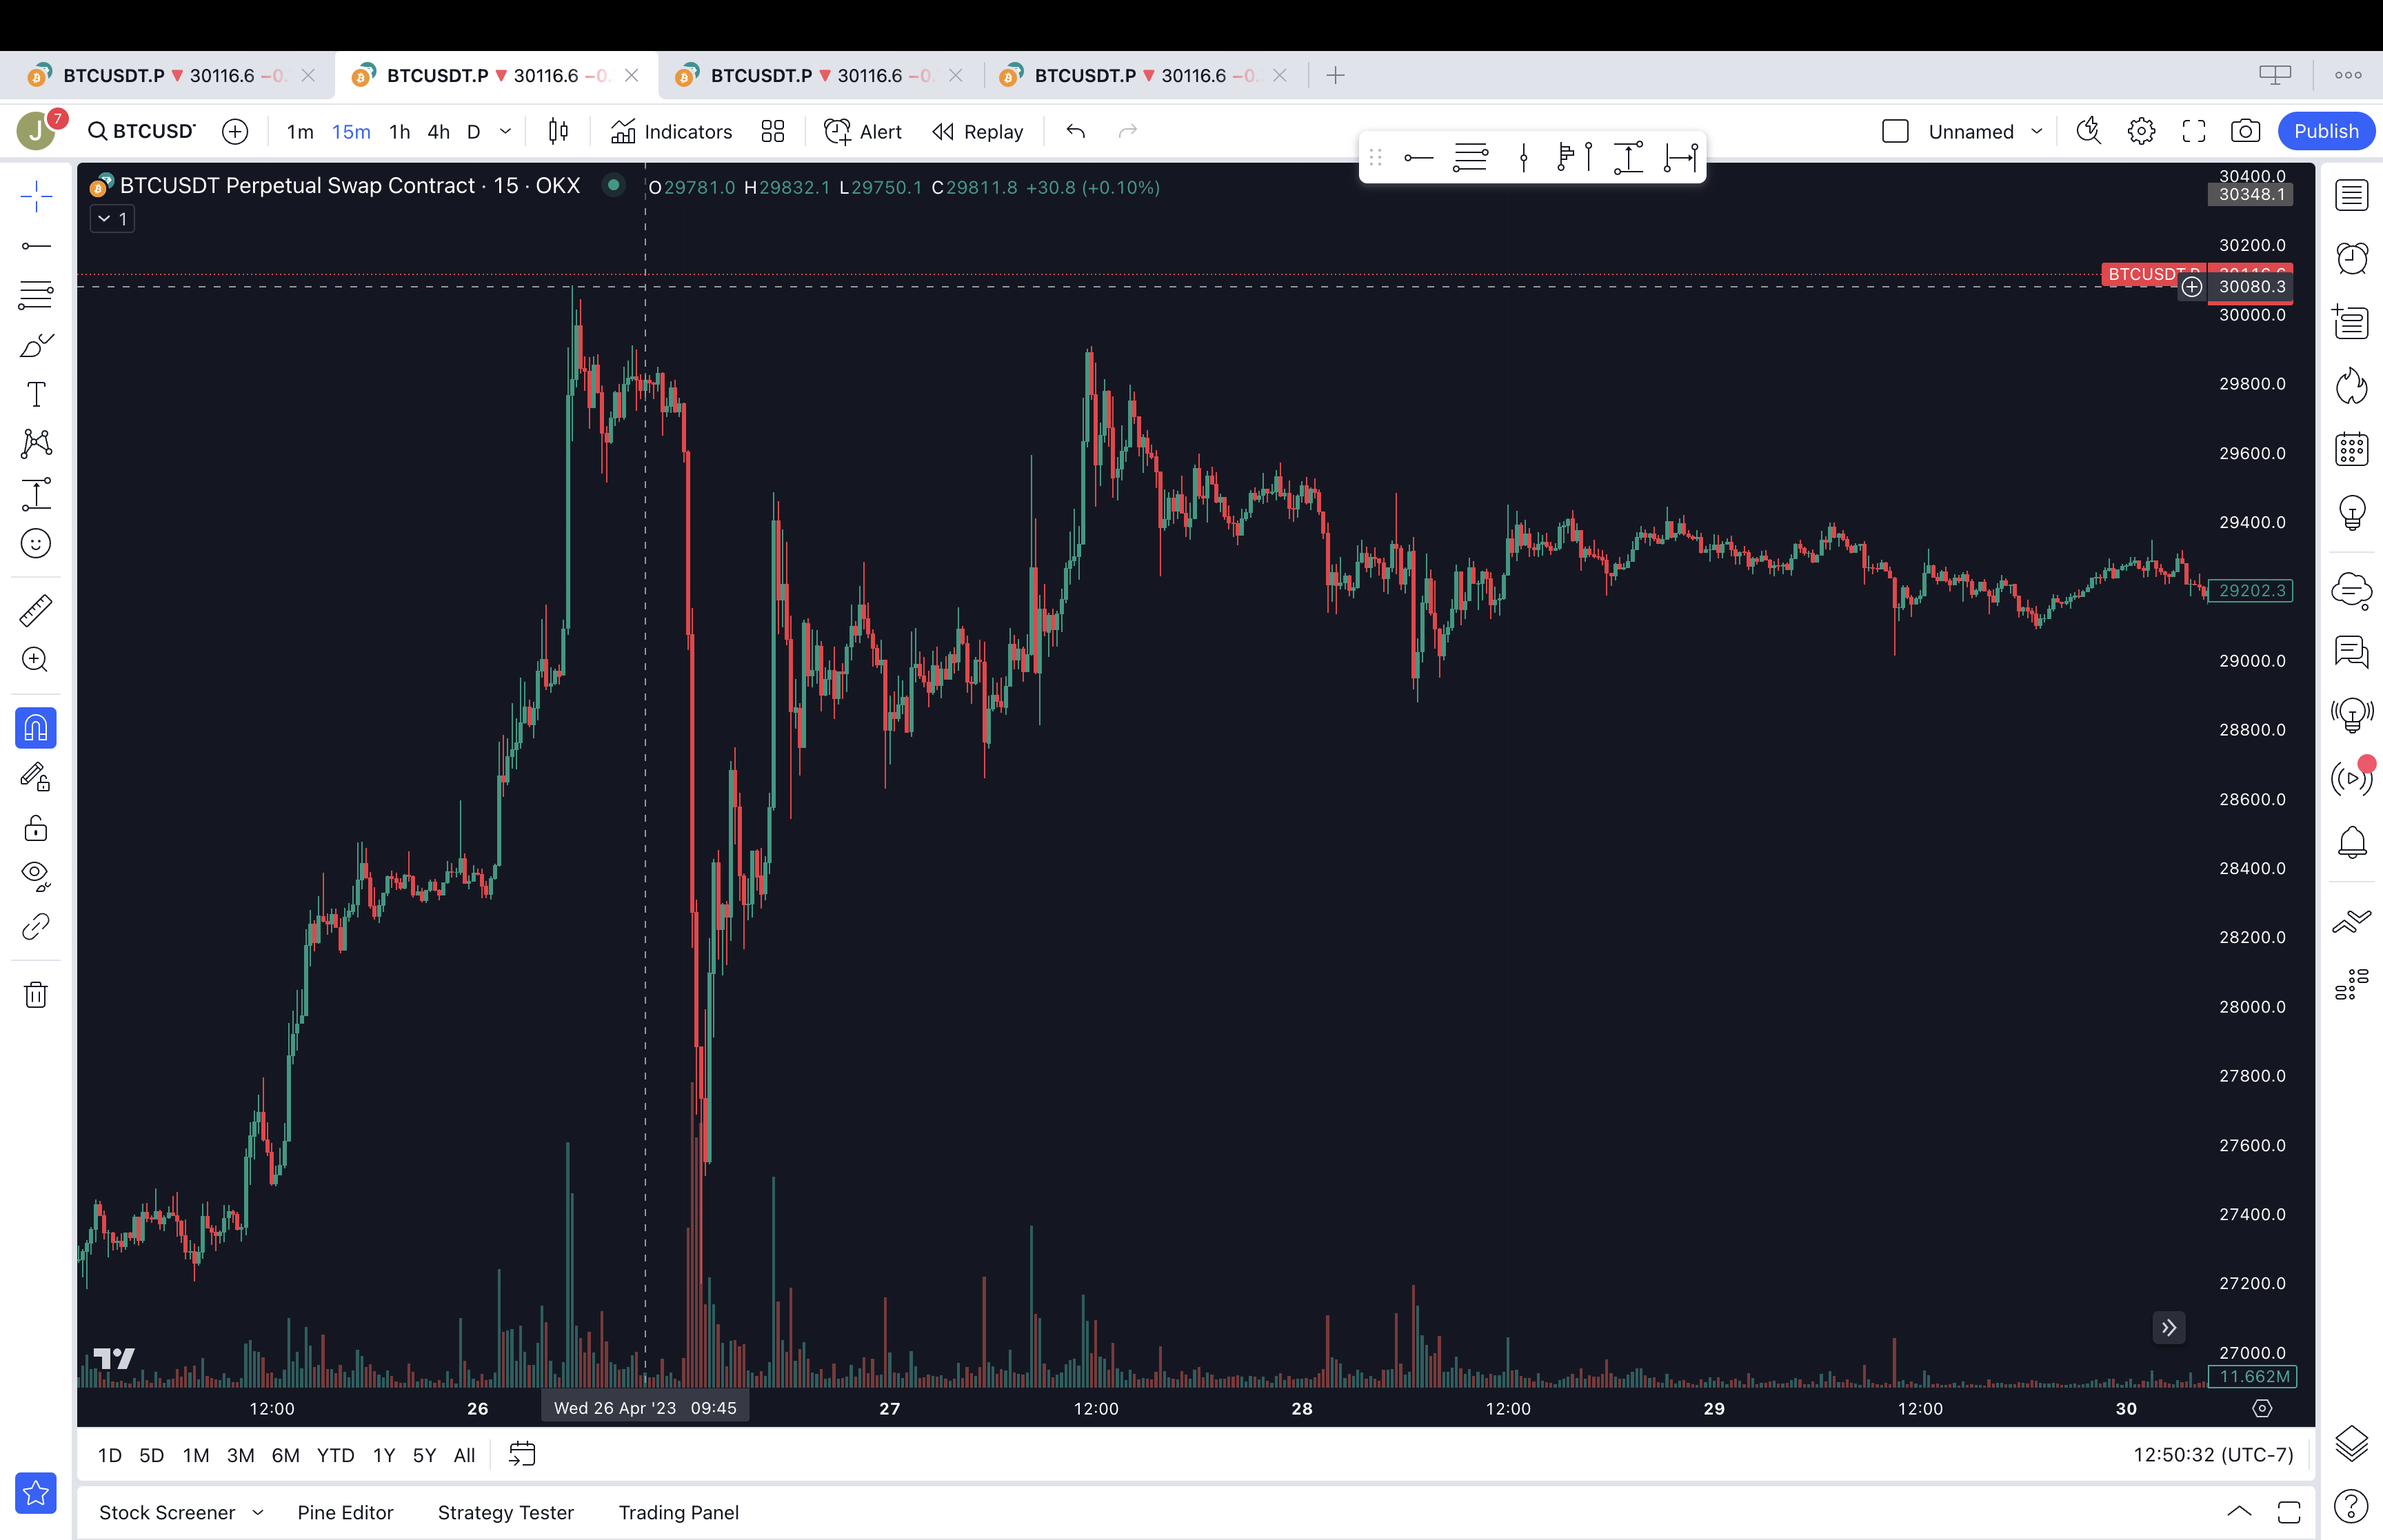 BTCUSDT.P ▼ 30116.6 −0. BTCUSDT.P ▼ 30116.6 −0. BTCUSDT.P ▼ 30116.6 −0. BTCUSDT.P ▼ 30116.6 −0.
J 7 BTCUSDT 1m 15m 1h 4h D Indicators Alert Replay Unnamed Publish
BTCUSDT Perpetual Swap Contract · 15 · OKX O29781.0 H29832.1 L29750.1 C29811.8 +30.8 (+0.10%)
1
30400.0
30348.1
30200.0
BTCUSDT.P 30116.6
30080.3
30000.0
29800.0
29600.0
29400.0
29202.3
29000.0
28800.0
28600.0
28400.0
28200.0
28000.0
27800.0
27600.0
27400.0
27200.0
27000.0
11.662M
12:00 26 Wed 26 Apr '23 09:45 27 12:00 28 12:00 29 12:00 30
1D 5D 1M 3M 6M YTD 1Y 5Y All 12:50:32 (UTC-7)
Stock Screener Pine Editor Strategy Tester Trading Panel